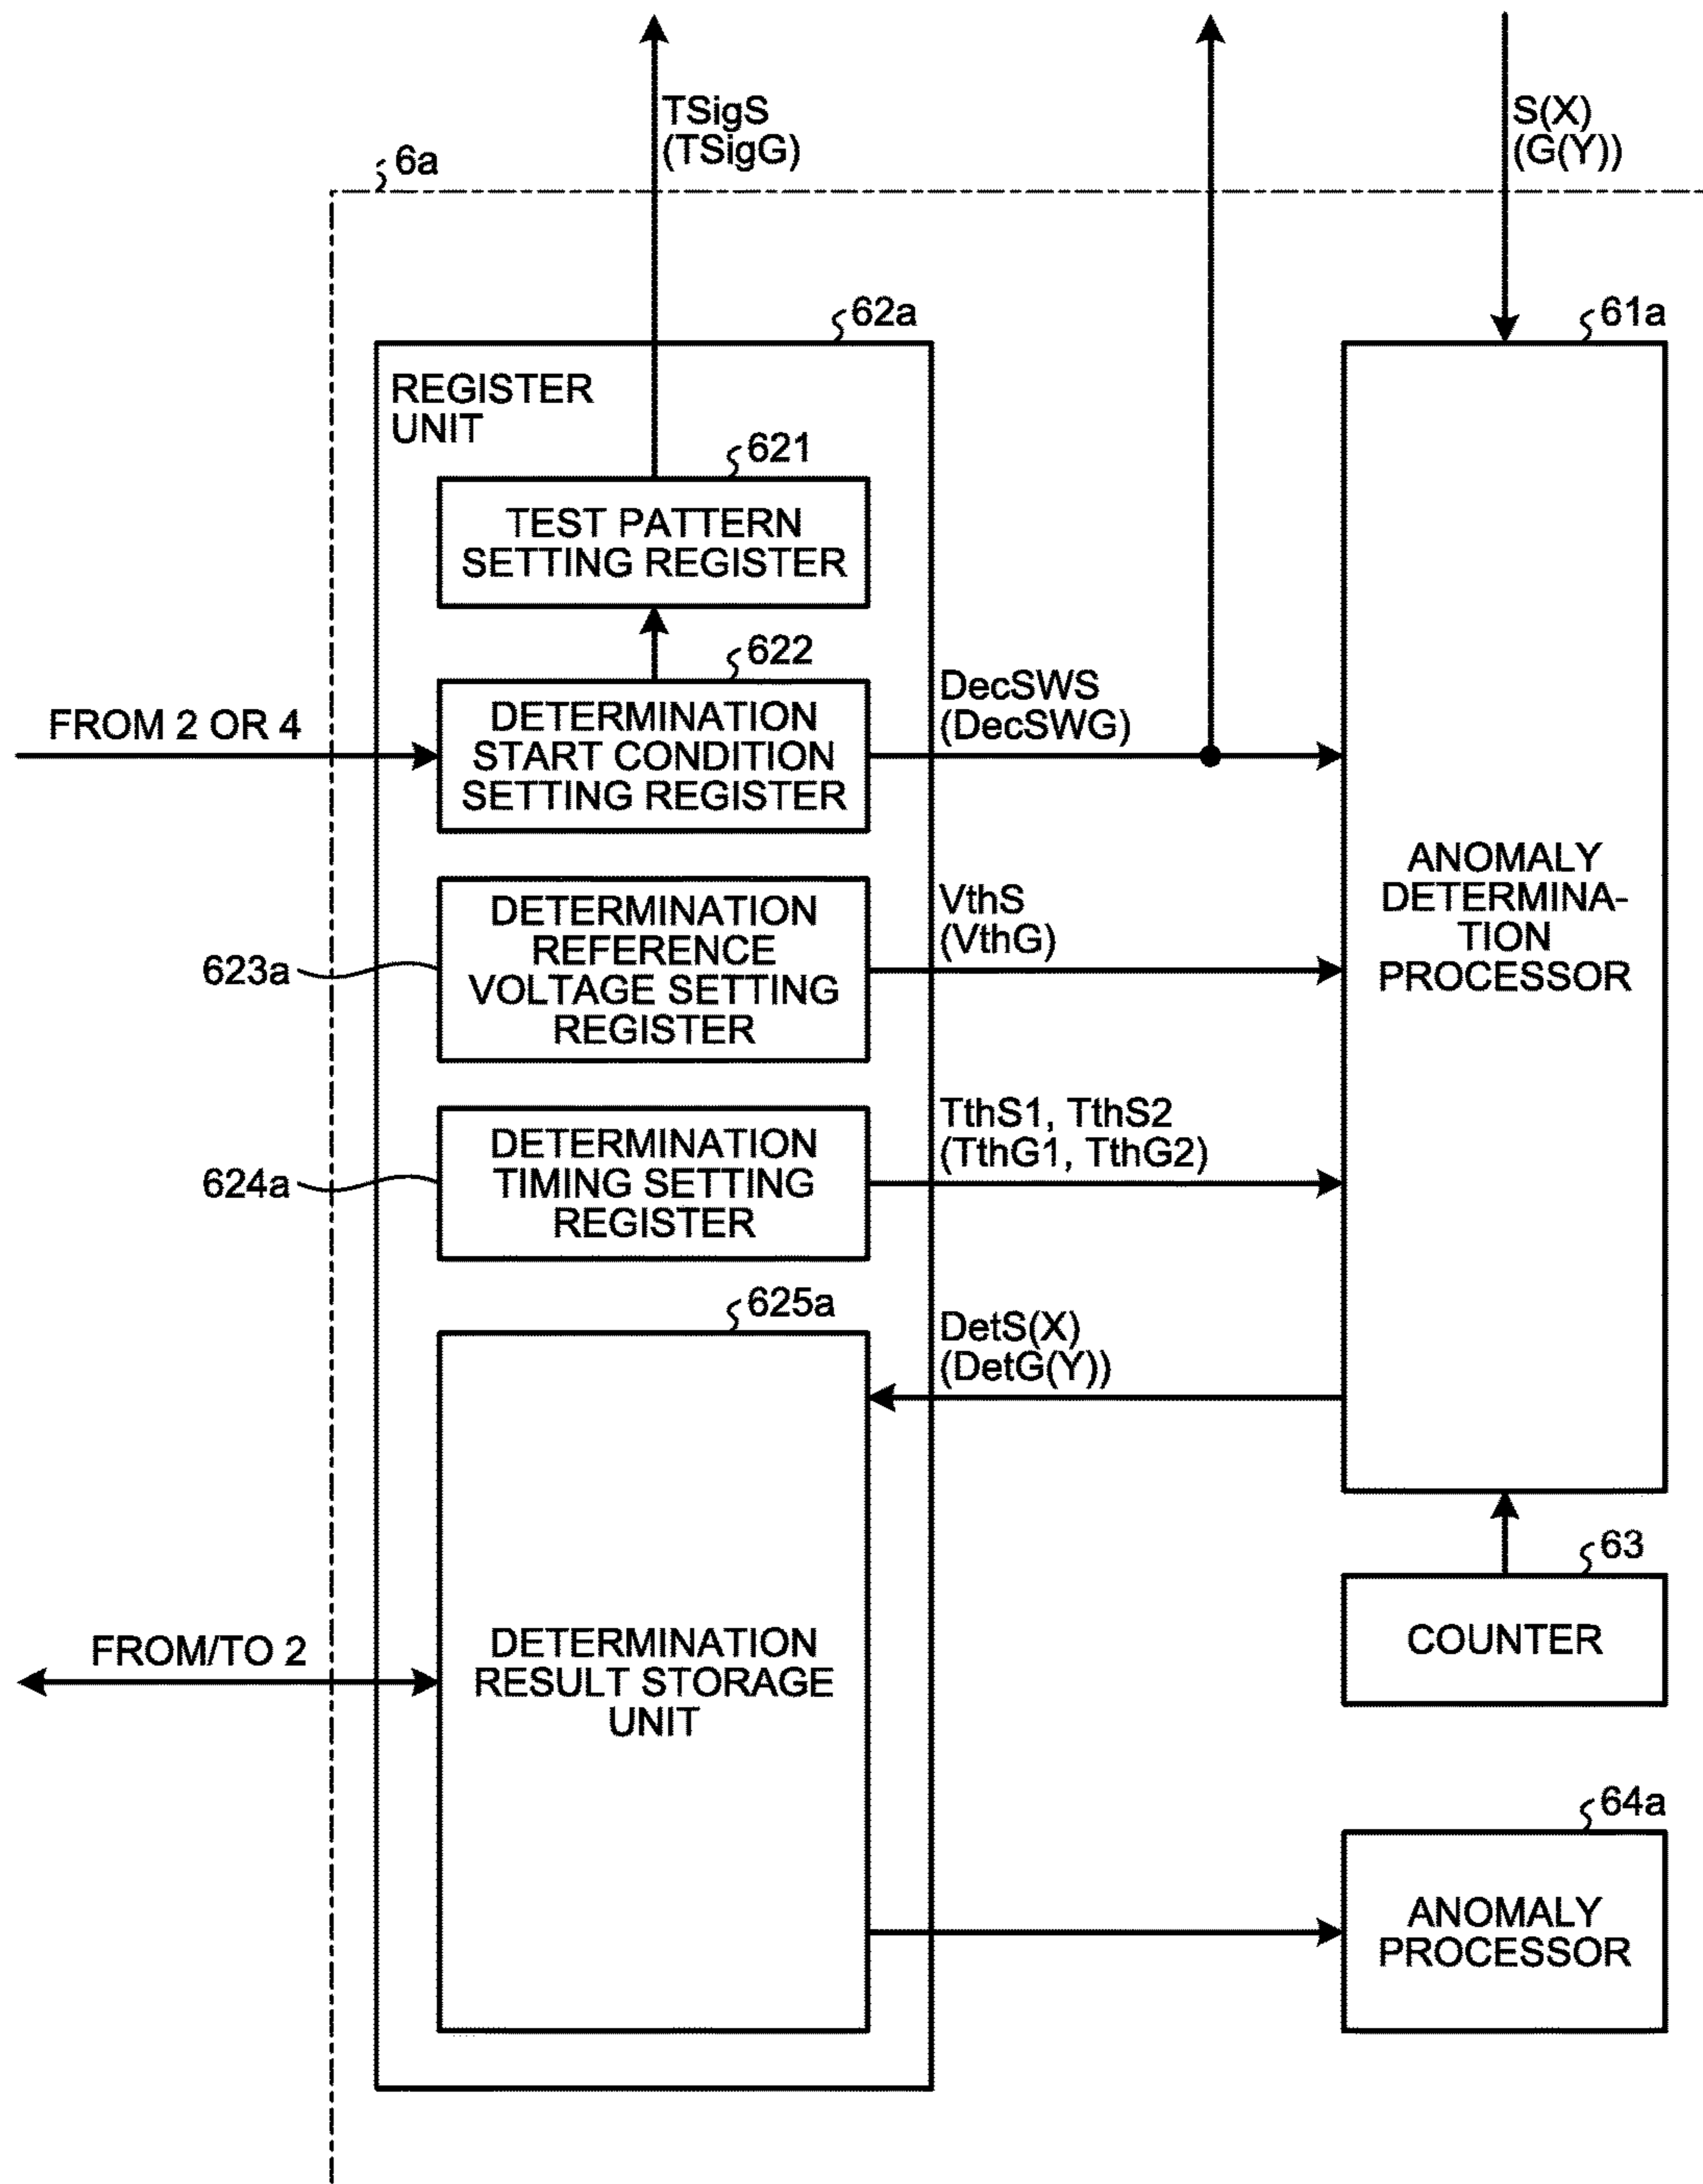 TSigS
(TSigG)
S(X)
(G(Y))
6a
62a
61a
REGISTER
UNIT
621
TEST PATTERN
SETTING REGISTER
622
FROM 2 OR 4
DETERMINATION
START CONDITION
SETTING REGISTER
DecSWS
(DecSWG)
ANOMALY
DETERMINA-
TION
PROCESSOR
623a
DETERMINATION
REFERENCE
VOLTAGE SETTING
REGISTER
VthS
(VthG)
624a
DETERMINATION
TIMING SETTING
REGISTER
TthS1, TthS2
(TthG1, TthG2)
625a
DetS(X)
(DetG(Y))
63
COUNTER
FROM/TO 2
DETERMINATION
RESULT STORAGE
UNIT
64a
ANOMALY
PROCESSOR